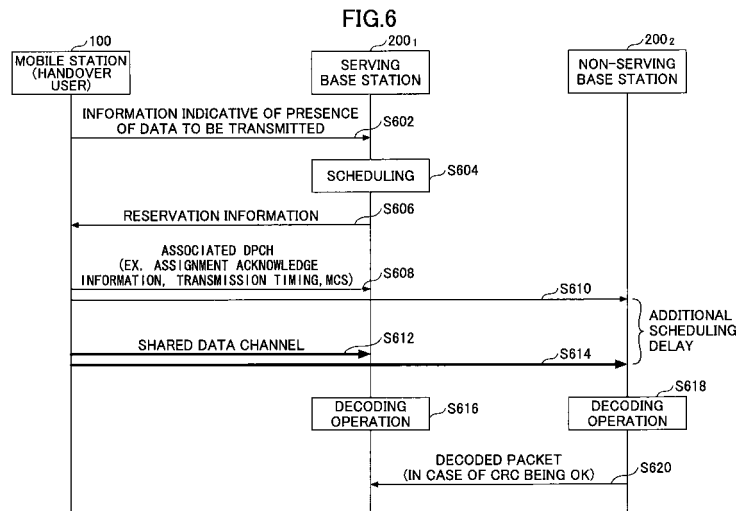 FIG.6
100
200₁
200₂
MOBILE STATION
(HANDOVER
USER)
SERVING
BASE STATION
NON-SERVING
BASE STATION
INFORMATION INDICATIVE OF PRESENCE
OF DATA TO BE TRANSMITTED
S602
SCHEDULING
S604
RESERVATION INFORMATION
S606
ASSOCIATED DPCH
(EX. ASSIGNMENT ACKNOWLEDGE
INFORMATION, TRANSMISSION TIMING,MCS)
S608
S610
ADDITIONAL
SCHEDULING
DELAY
SHARED DATA CHANNEL
S612
S614
DECODING
OPERATION
S616
DECODING
OPERATION
S618
DECODED PACKET
(IN CASE OF CRC BEING OK)
S620